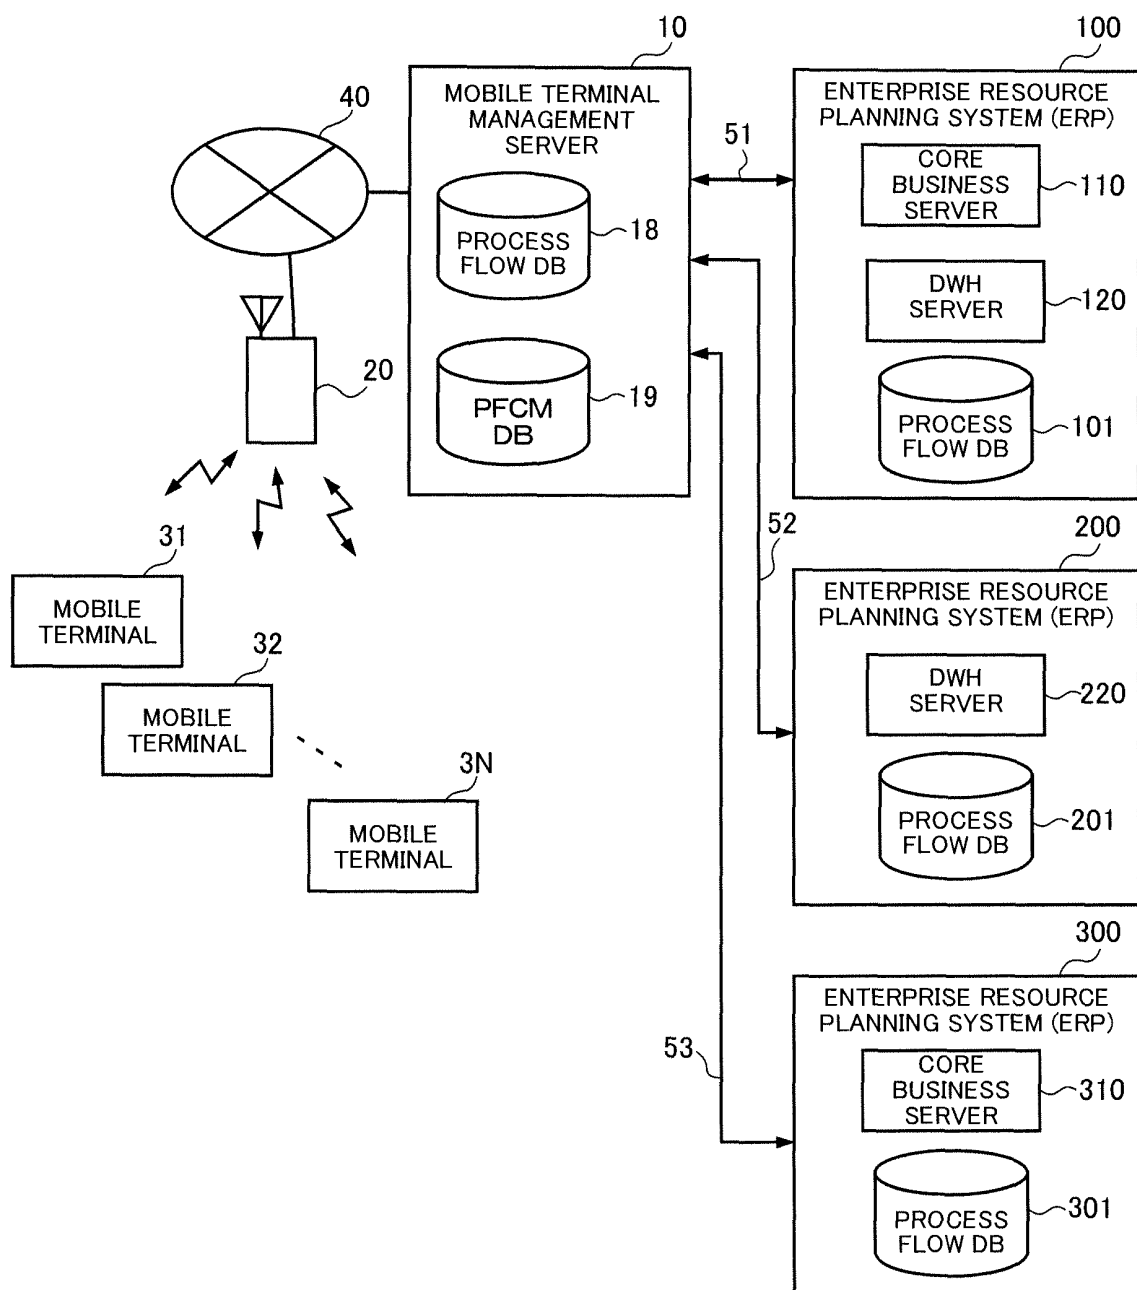 10
MOBILE TERMINAL
MANAGEMENT
SERVER
PROCESS
FLOW DB
18
PFCM
DB
19
40
20
31
MOBILE
TERMINAL
32
MOBILE
TERMINAL
3N
MOBILE
TERMINAL
51
52
53
100
ENTERPRISE RESOURCE
PLANNING SYSTEM (ERP)
CORE
BUSINESS
SERVER
110
DWH
SERVER
120
PROCESS
FLOW DB
101
200
ENTERPRISE RESOURCE
PLANNING SYSTEM (ERP)
DWH
SERVER
220
PROCESS
FLOW DB
201
300
ENTERPRISE RESOURCE
PLANNING SYSTEM (ERP)
CORE
BUSINESS
SERVER
310
PROCESS
FLOW DB
301